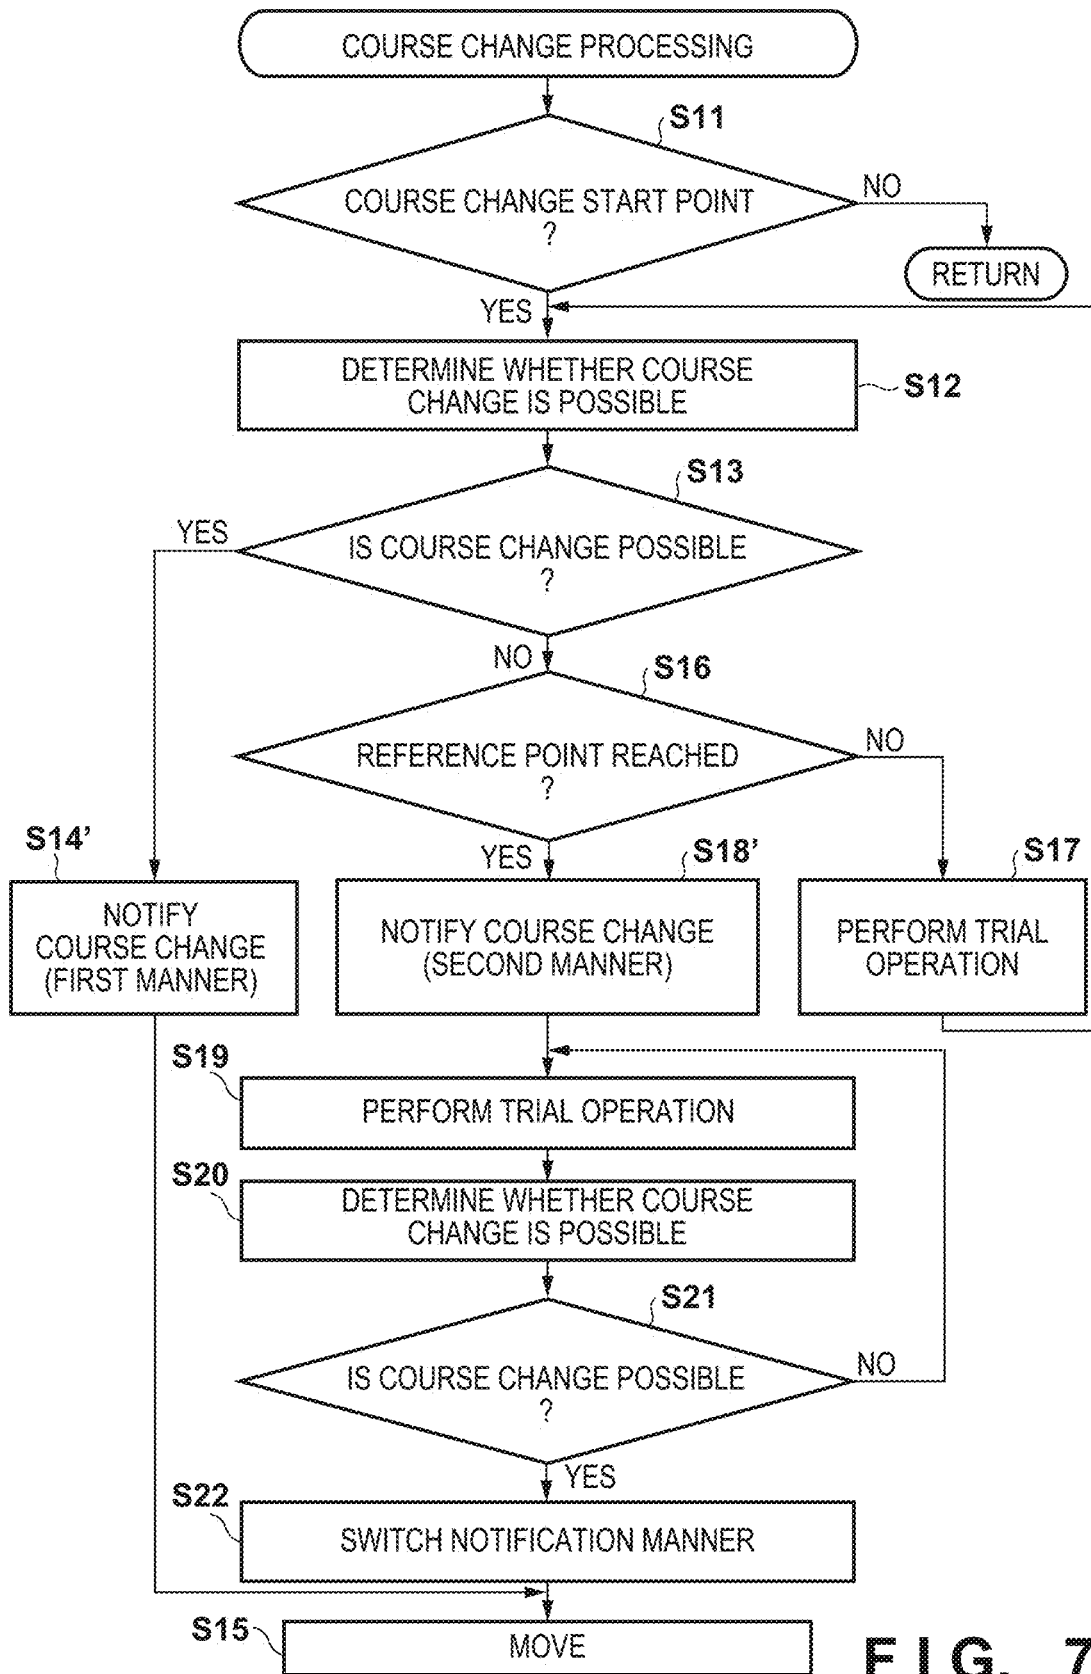 COURSE CHANGE PROCESSING
S11
COURSE CHANGE START POINT
?
NO
RETURN
YES
DETERMINE WHETHER COURSE
CHANGE IS POSSIBLE
S12
S13
YES
IS COURSE CHANGE POSSIBLE
?
NO
S16
REFERENCE POINT REACHED
?
NO
S14'
YES
S18'
S17
NOTIFY
COURSE CHANGE
(FIRST MANNER)
NOTIFY COURSE CHANGE
(SECOND MANNER)
PERFORM TRIAL
OPERATION
S19
PERFORM TRIAL OPERATION
S20
DETERMINE WHETHER COURSE
CHANGE IS POSSIBLE
S21
IS COURSE CHANGE POSSIBLE
?
NO
YES
S22
SWITCH NOTIFICATION MANNER
S15
MOVE
FIG. 7